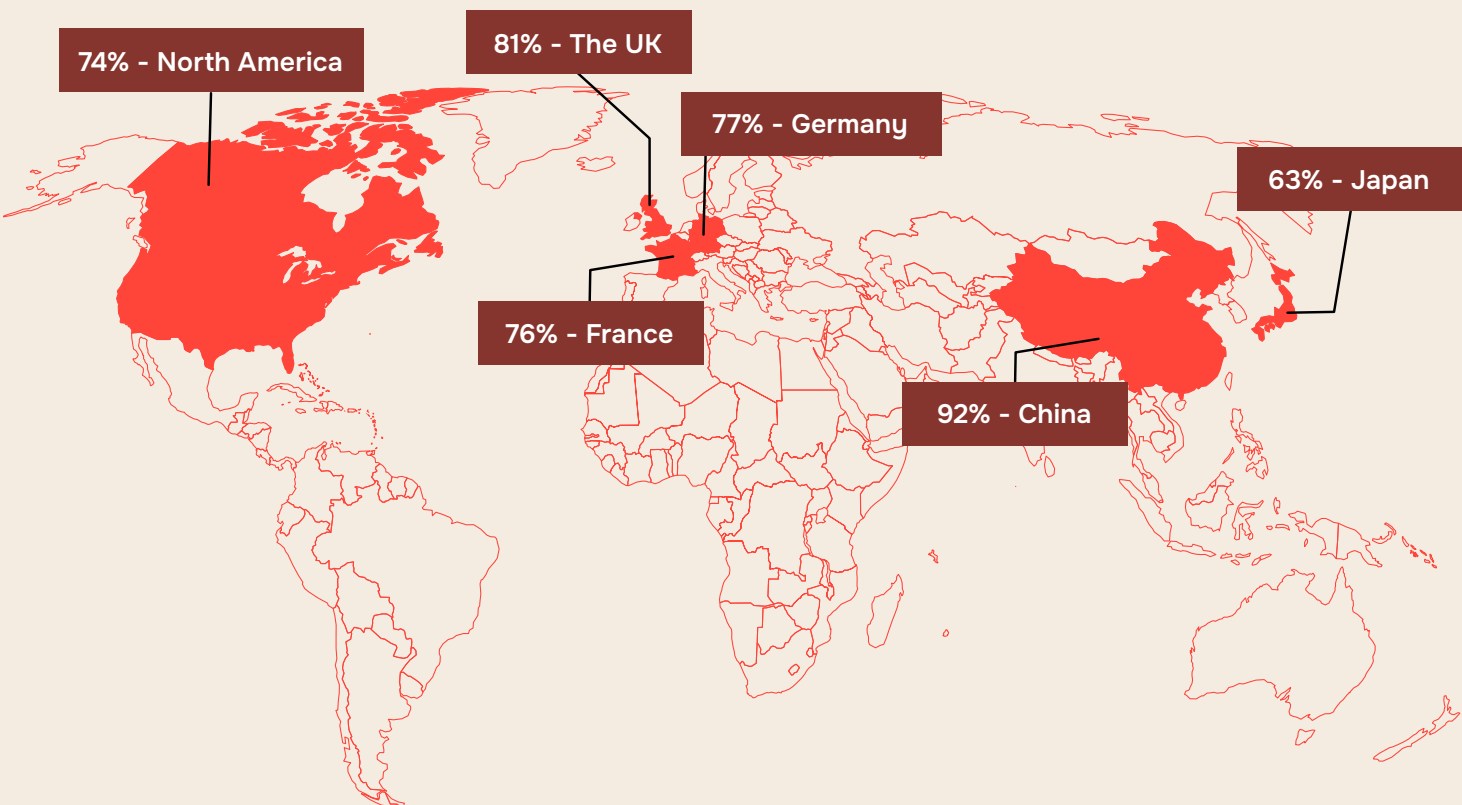 74% - North America
81% - The UK
77% - Germany
63% - Japan
76% - France
92% - China